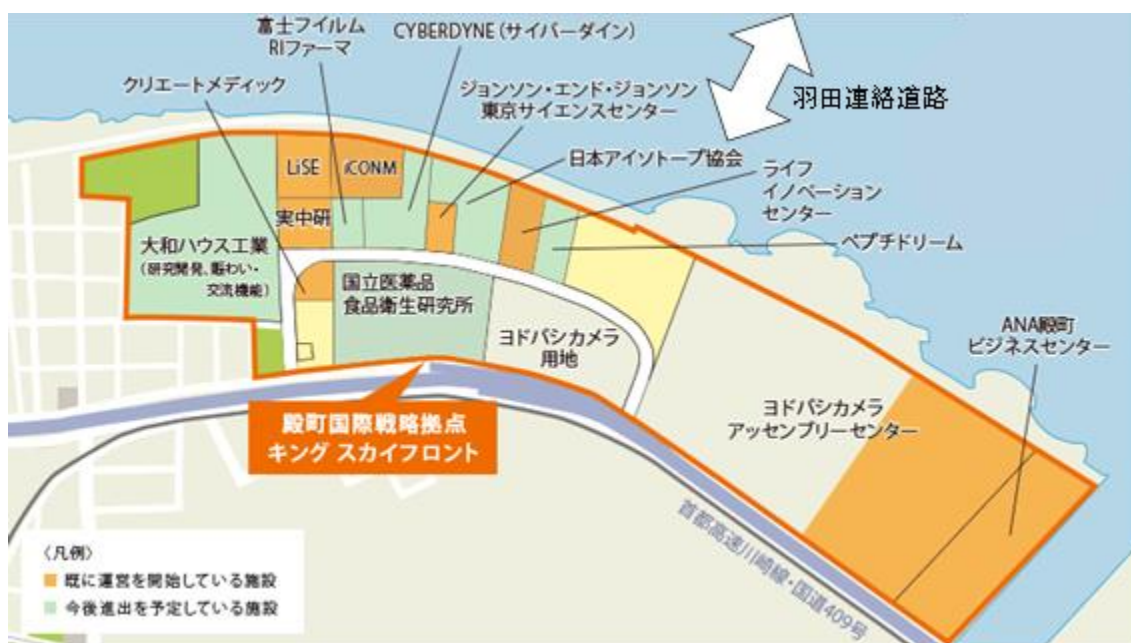 富士フイルム
RIファーマ
CYBERDYNE(サイバーダイン)
クリエートメディック
ジョンソン・エンド・ジョンソン
東京サイエンスセンター
羽田連絡道路
日本アイソトープ協会
ライフ
イノベーション
センター
ペプチドリーム
LiSE
iCONM
実中研
大和ハウス工業
(研究開発、賑わい・
交流機能)
国立医薬品
食品衛生研究所
ヨドバシカメラ
用地
ANA殿町
ビジネスセンター
ヨドバシカメラ
アッセンブリーセンター
殿町国際戦略拠点
キング スカイフロント
首都高速川崎線・国道409号
〈凡例〉
既に運営を開始している施設
今後進出を予定している施設